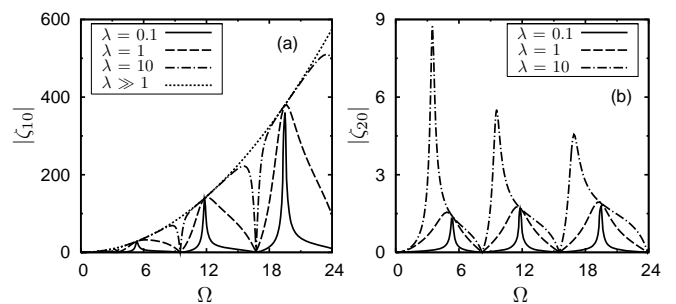 600
400
200
0
|ζ₁₀|
λ = 0.1
λ = 1
λ = 10
λ ≫ 1
(a)
0 6 12 18 24
Ω
9
6
3
0
|ζ₂₀|
λ = 0.1
λ = 1
λ = 10
(b)
0 6 12 18 24
Ω